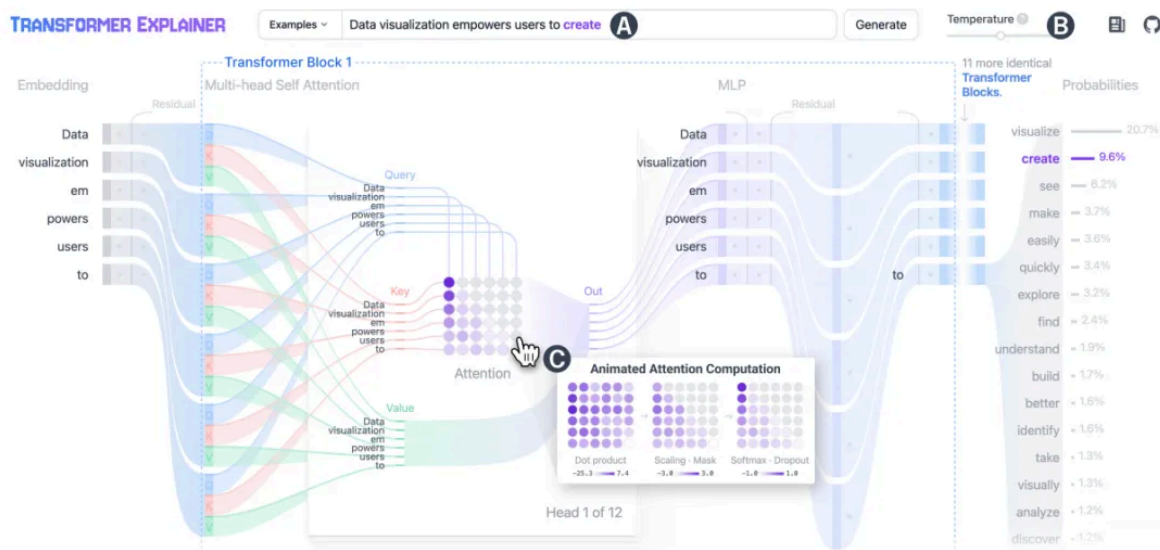 TRANSFORMER EXPLAINER
Examples
Data visualization empowers users to create
A
Generate
Temperature
B
Transformer Block 1
11 more identical
Transformer
Blocks.
Embedding
Multi-head Self Attention
MLP
Probabilities
Residual
Residual
Data
visualization
em
powers
users
to
Query
Data
visualization
em
powers
users
to
Key
Data
visualization
em
powers
users
to
Value
Data
visualization
em
powers
users
to
Attention
Out
C
Animated Attention Computation
Dot product
-25.3 7.4
Scaling · Mask
-3.0 3.0
Softmax · Dropout
-1.0 1.0
Head 1 of 12
Data
visualization
em
powers
users
to
to
visualize 20.7%
create 9.6%
see 6.2%
make 3.7%
easily 3.6%
quickly 3.4%
explore 3.2%
find 2.4%
understand 1.9%
build 1.7%
better 1.6%
identify 1.6%
take 1.3%
visually 1.3%
analyze 1.2%
discover 1.2%